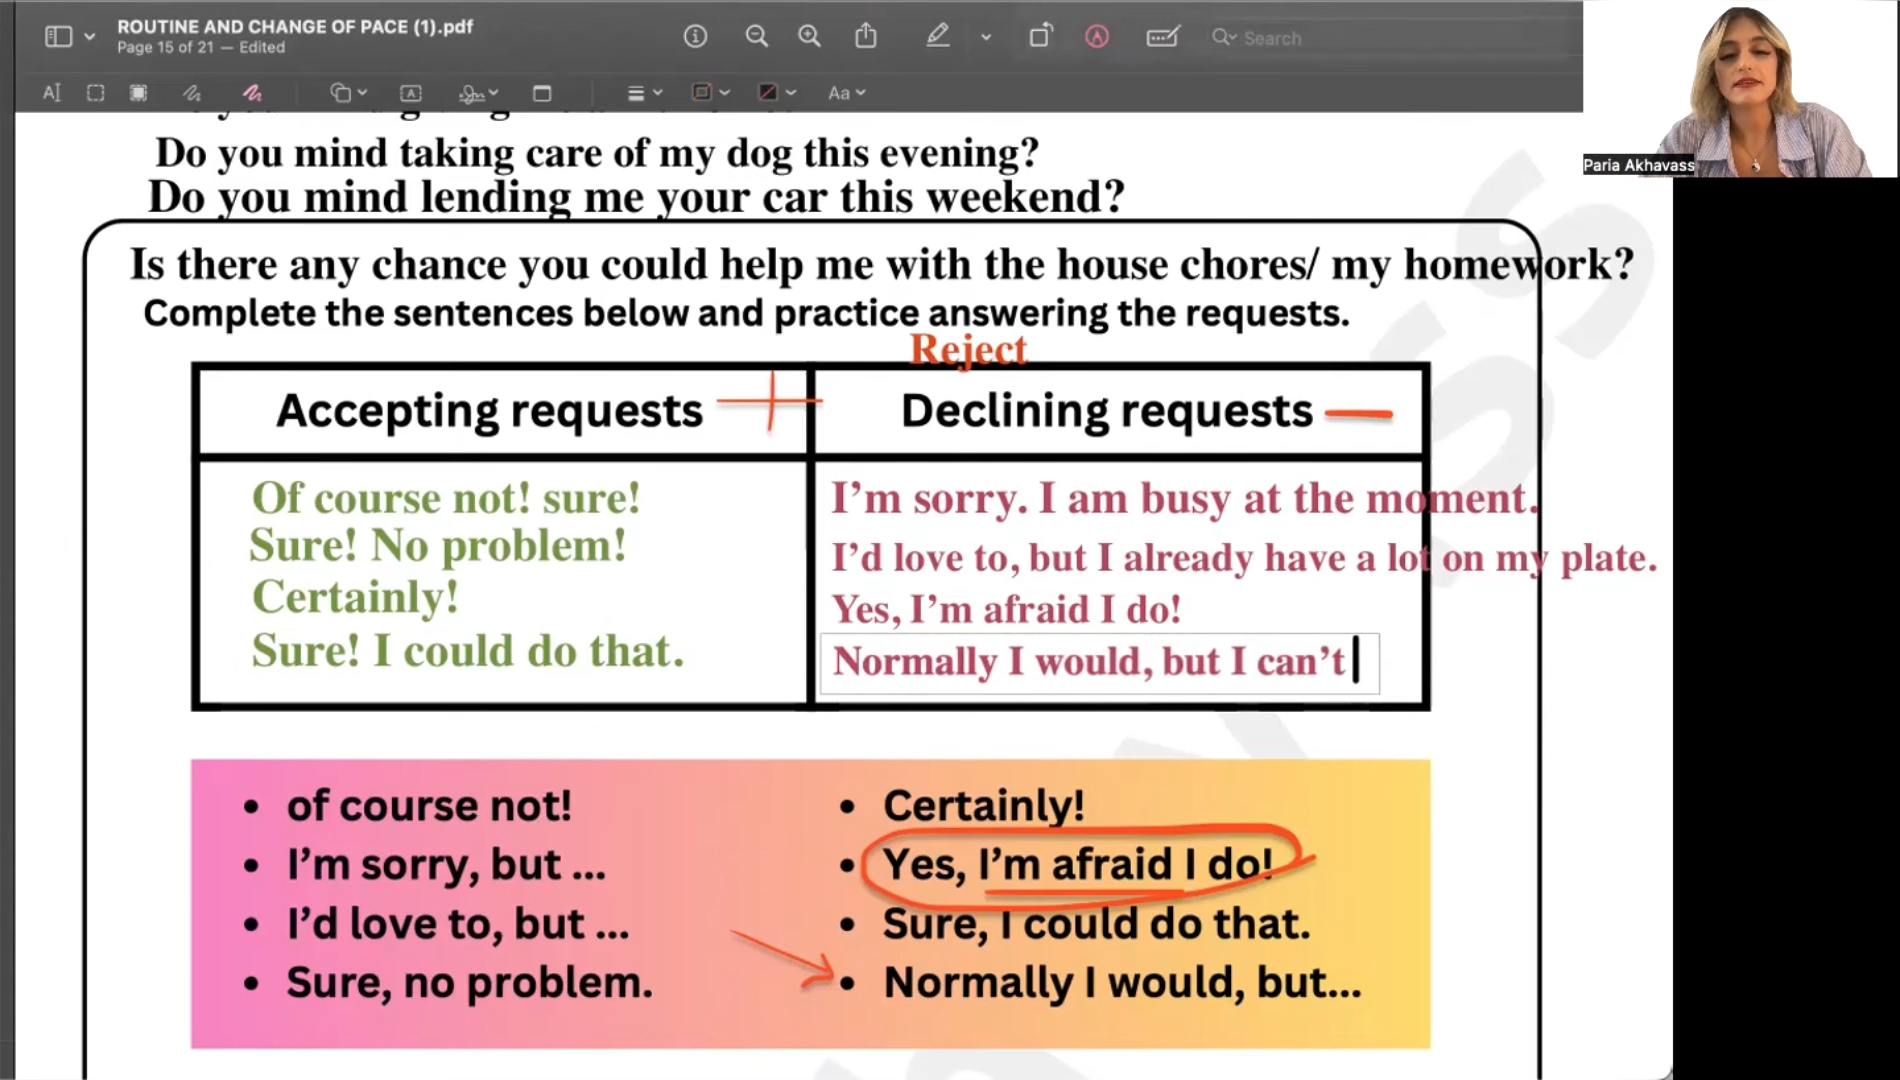 ROUTINE AND CHANGE OF PACE (1).pdf
Page 15 of 21 — Edited
Search
Aa
Paria Akhavass
Do you mind taking care of my dog this evening?
Do you mind lending me your car this weekend?
Is there any chance you could help me with the house chores/ my homework?
Complete the sentences below and practice answering the requests.
Reject
Accepting requests
Declining requests
Of course not! sure!
Sure! No problem!
Certainly!
Sure! I could do that.
I'm sorry. I am busy at the moment.
I'd love to, but I already have a lot on my plate.
Yes, I'm afraid I do!
Normally I would, but I can't
• of course not!
• I'm sorry, but ...
• I'd love to, but ...
• Sure, no problem.
• Certainly!
• Yes, I'm afraid I do!
• Sure, I could do that.
• Normally I would, but...